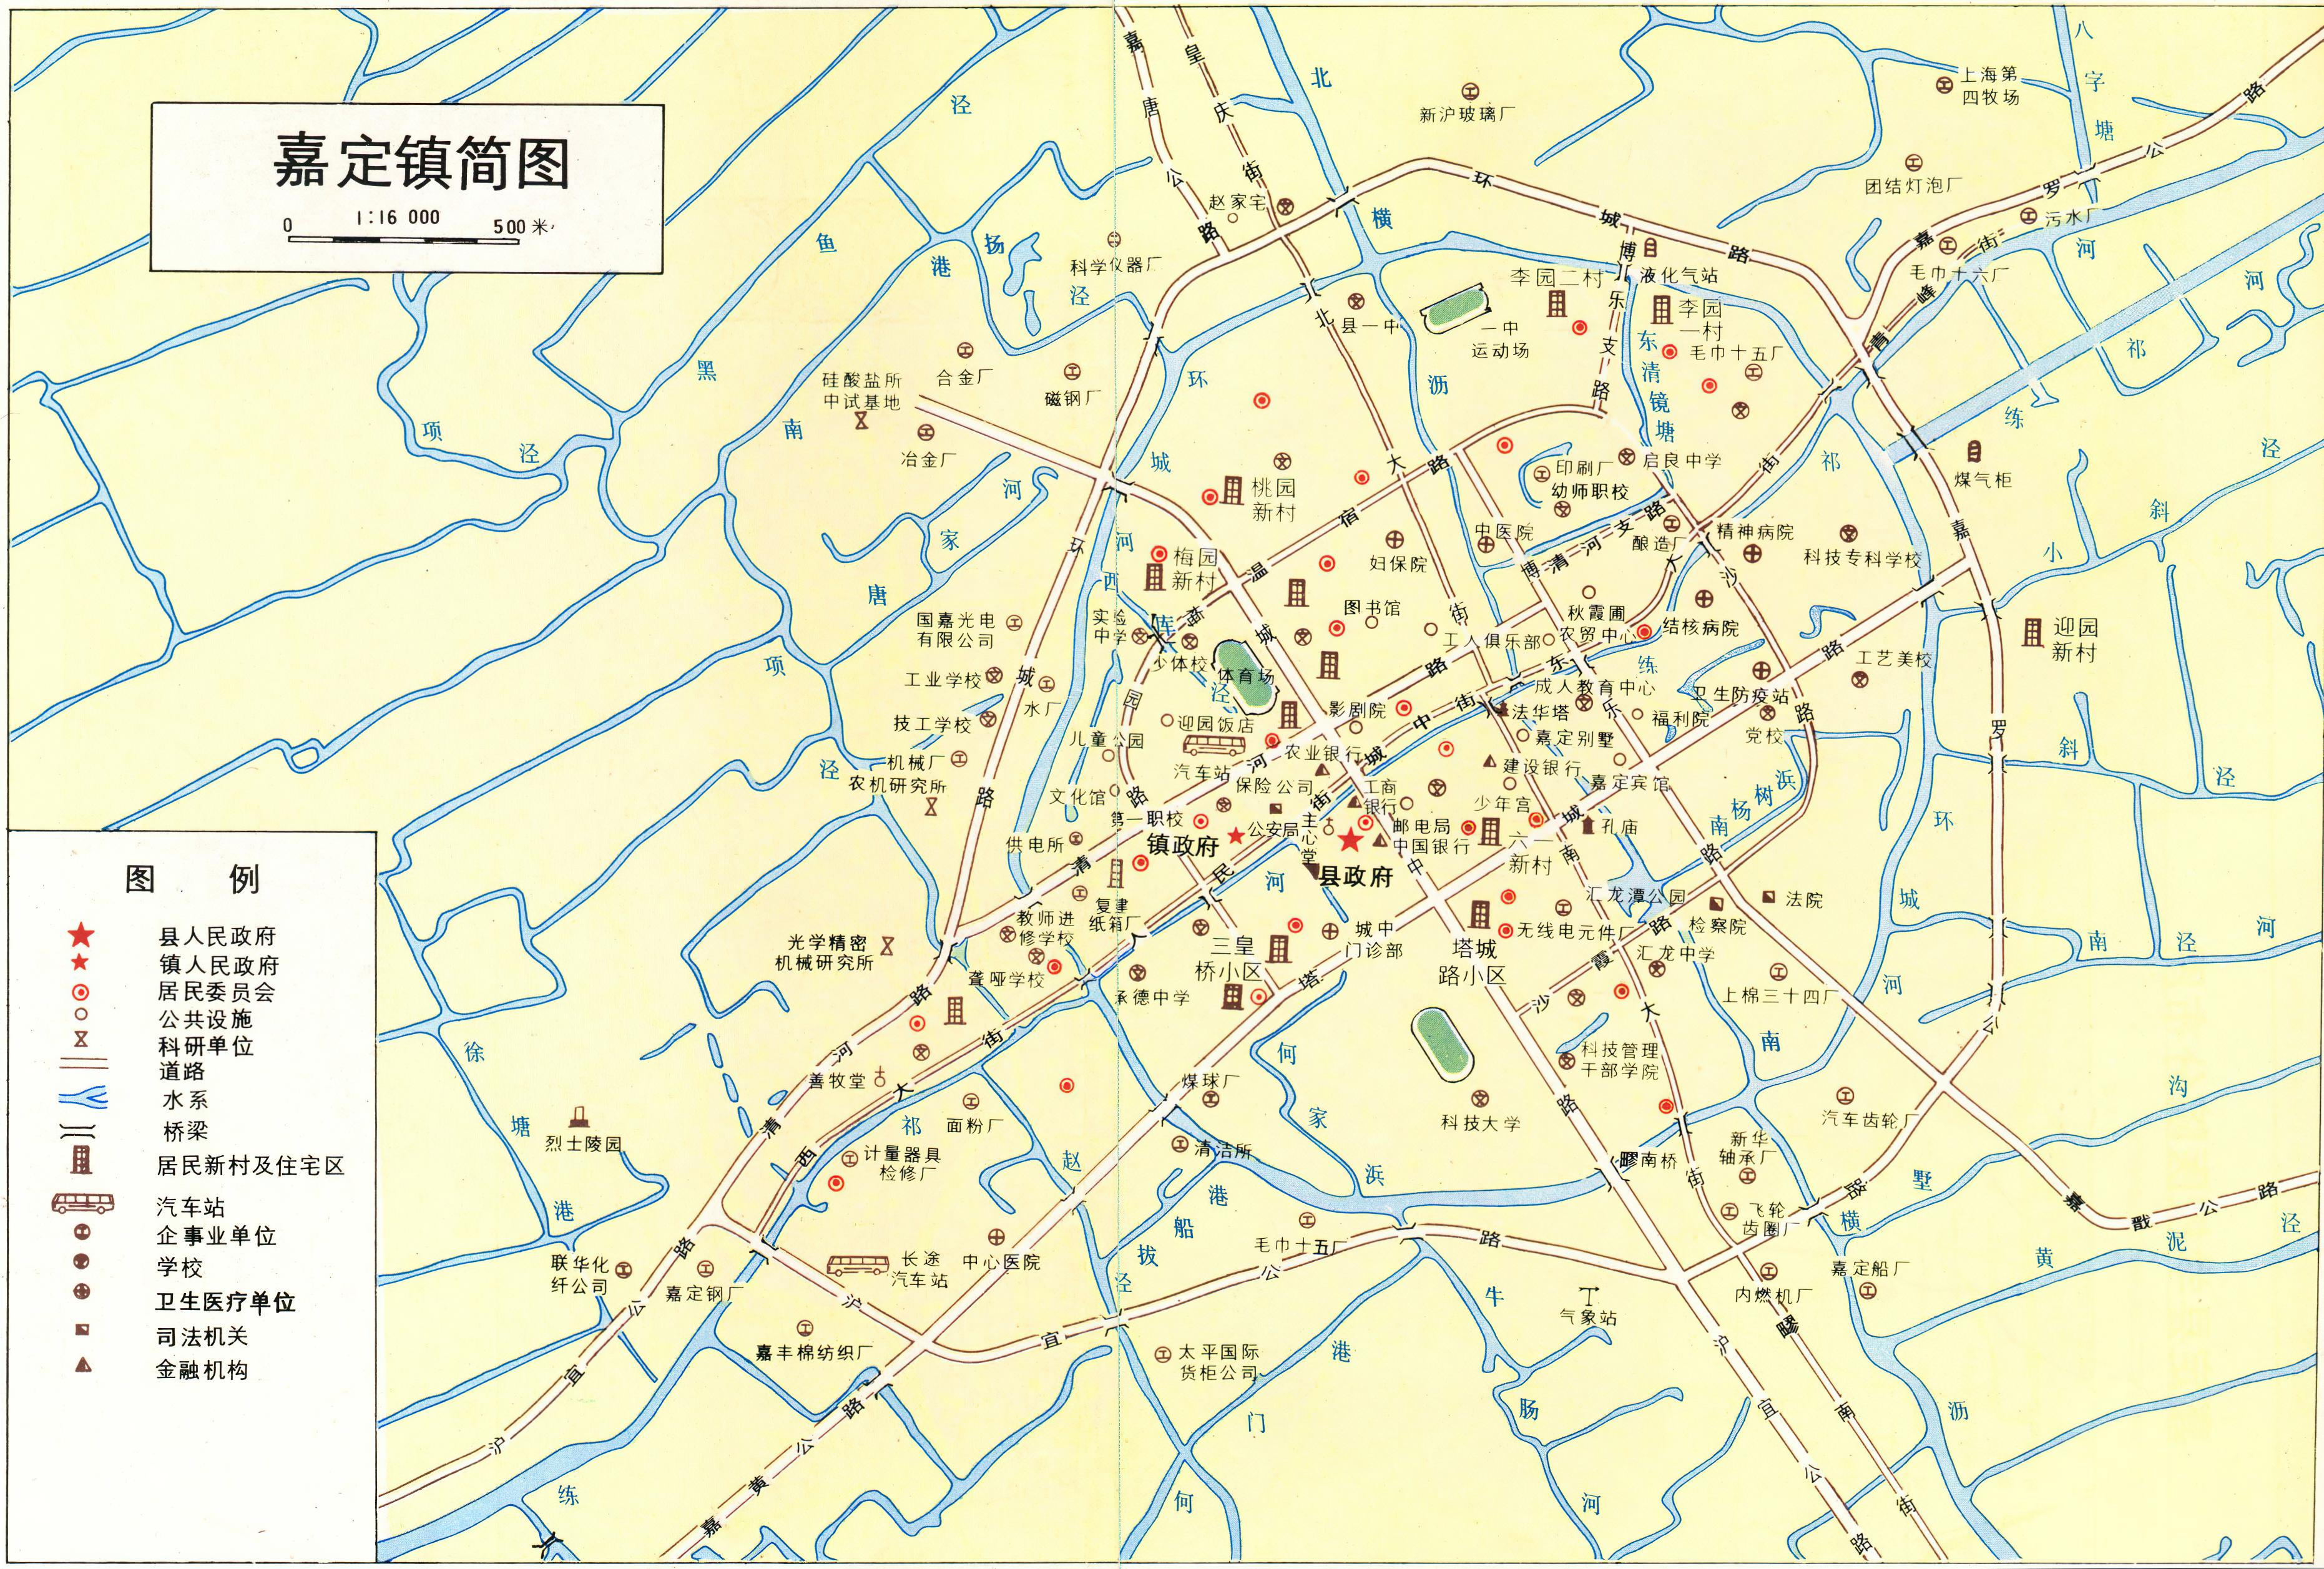 嘉定镇简图
1:16 000
0 500米
图 例
县人民政府
镇人民政府
居民委员会
公共设施
科研单位
道路
水系
桥梁
居民新村及住宅区
汽车站
企事业单位
学校
卫生医疗单位
司法机关
金融机构
嘉唐公路
皇庆街
北横沥
环城路
新沪玻璃厂
上海第
四牧场
八字塘
嘉罗公路
团结灯泡厂
污水厂
毛巾十六厂
青峰街
赵家宅
科学仪器厂
扬泾
鱼
港
黑
南
项泾
硅酸盐所
中试基地
合金厂
磁钢厂
冶金厂
北大街
县一中
一中
运动场
李园二村
博乐支路
液化气站
李园
一村
毛巾十五厂
东清镜塘
印刷厂
幼师职校
启良中学
清河支路
酿造厂
精神病院
科技专科学校
煤气柜
练祁河
祁
小斜泾
环城河
桃园
新村
梅园
新村
温宿路
妇保院
中医院
图书馆
工人俱乐部
秋霞圃
农贸中心
结核病院
大沙路
工艺美校
迎园
新村
唐家河
国嘉光电
有限公司
工业学校
技工学校
机械厂
农机研究所
水厂
实验
中学
少体校
体育场
西库泾
迎园饭店
儿童公园
汽车站
文化馆
影剧院
农业银行
保险公司
工商
银行
第一职校
镇政府
公安局
主心堂
县政府
邮电局
中国银行
成人教育中心
法华塔
嘉定别墅
建设银行
嘉定宾馆
少年宫
福利院
卫生防疫站
党校
南杨树浜
六一
新村
孔庙
汇龙潭公园
检察院
法院
供电所
清河路
教师进
修学校
复建
纸箱厂
聋哑学校
光学精密
机械研究所
承德中学
三皇
桥小区
城中
门诊部
塔城
路小区
塔城路
无线电元件厂
汇龙中学
沙霞路
上棉三十四厂
科技管理
干部学院
科技大学
南大街
西大街
善牧堂
面粉厂
计量器具
检修厂
煤球厂
清洁所
何家浜
烈士陵园
徐塘港
联华化
纤公司
嘉定钢厂
长途
汽车站
中心医院
嘉丰棉纺织厂
赵泾
拔船港
毛巾十五厂
太平国际
货柜公司
沪宜公路
嘉黄公路
练祁
何门港
牛肠河
气象站
南桥
新华
轴承厂
飞轮
齿圈厂
内燃机厂
汽车齿轮厂
嘉定船厂
嘉戬公路
墅沟
黄泥泾
横沥
南泾河
斜泾
嘉罗公路
南街
沪宜公路